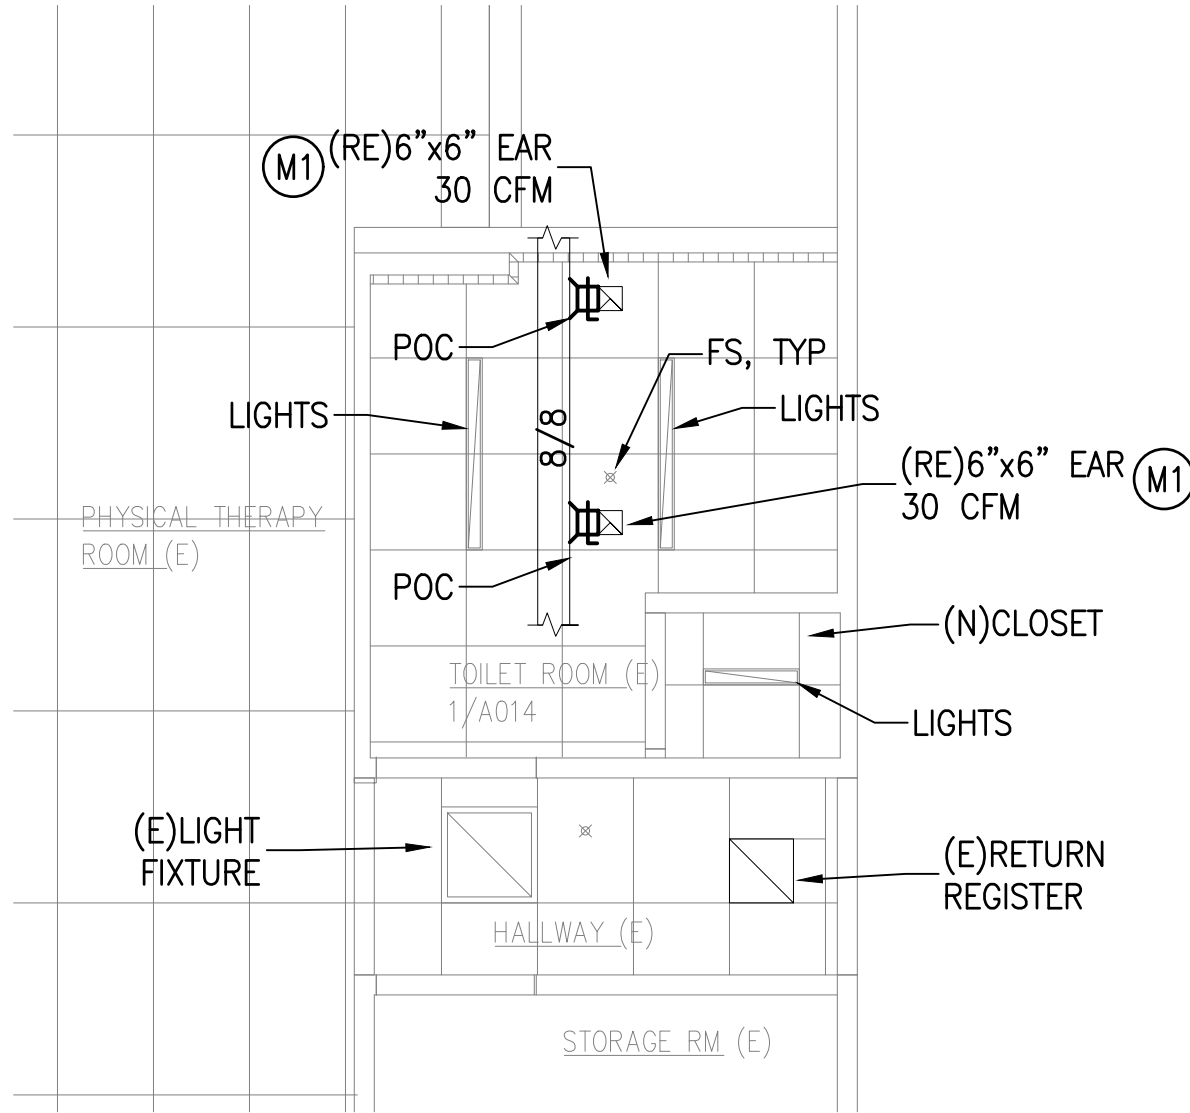 M1
(RE)6"x6" EAR
30 CFM
POC
FS, TYP
LIGHTS
8/8
LIGHTS
(RE)6"x6" EAR
30 CFM
M1
PHYSICAL THERAPY
ROOM (E)
POC
(N)CLOSET
TOILET ROOM (E)
1/A014
LIGHTS
(E)LIGHT
FIXTURE
(E)RETURN
REGISTER
HALLWAY (E)
STORAGE RM (E)